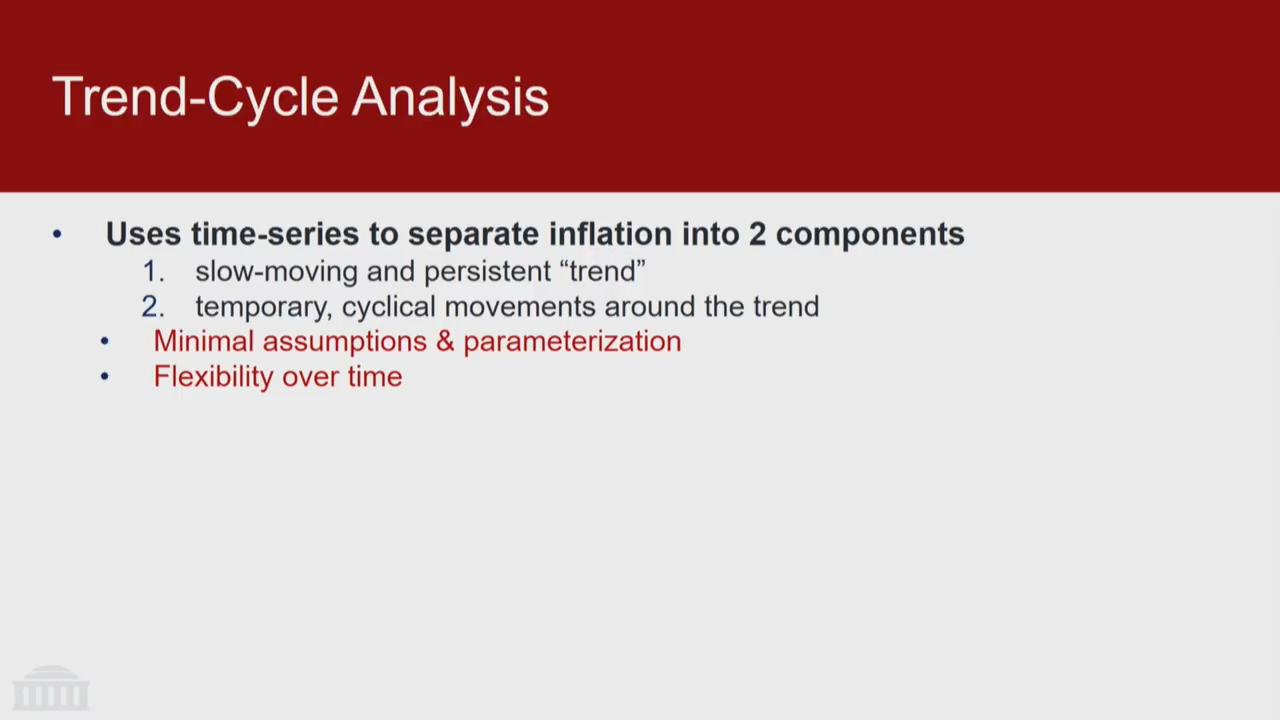 Trend-Cycle Analysis
• Uses time-series to separate inflation into 2 components
1. slow-moving and persistent “trend”
2. temporary, cyclical movements around the trend
• Minimal assumptions & parameterization
• Flexibility over time